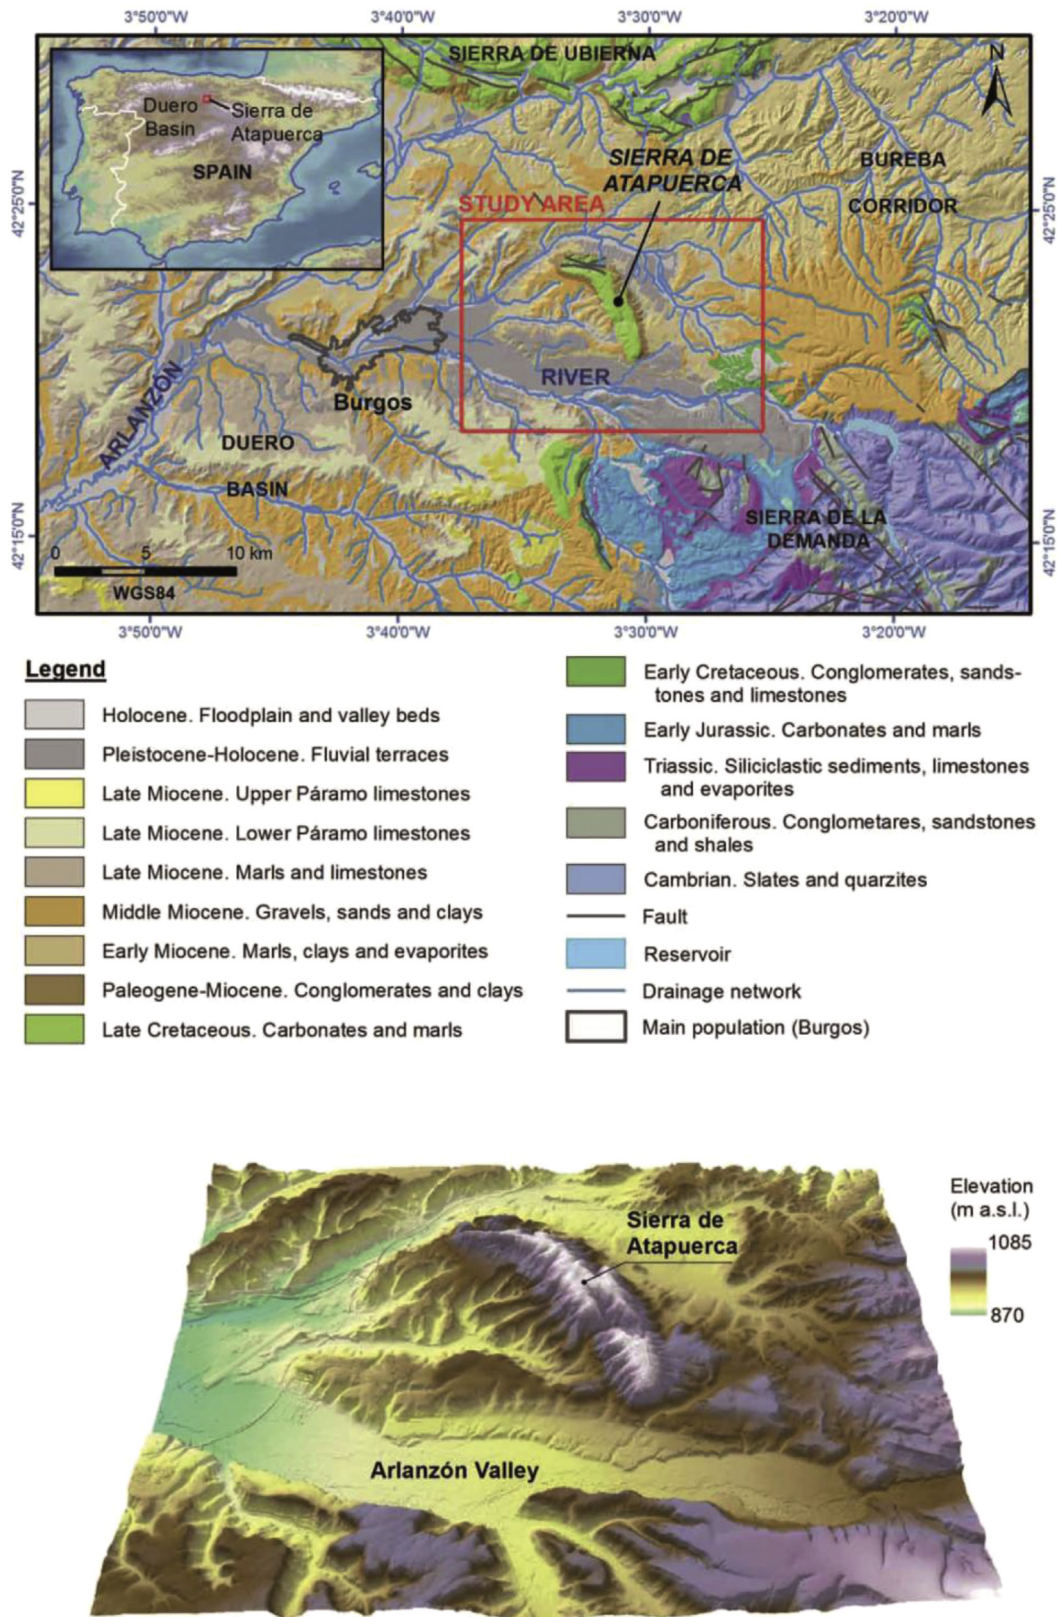 3°50'0"W
3°40'0"W
3°30'0"W
3°20'0"W
SIERRA DE UBIERNA
N
Duero
Basin
Sierra de
Atapuerca
SPAIN
SIERRA DE
ATAPUERCA
BUREBA
CORRIDOR
STUDY AREA
42°25'0"N
42°25'0"N
RIVER
ARLANZÓN
Burgos
DUERO
BASIN
SIERRA DE LA
DEMANDA
42°15'0"N
42°15'0"N
0 5 10 km
WGS84
3°50'0"W
3°40'0"W
3°30'0"W
3°20'0"W
Legend
Holocene. Floodplain and valley beds
Pleistocene-Holocene. Fluvial terraces
Late Miocene. Upper Páramo limestones
Late Miocene. Lower Páramo limestones
Late Miocene. Marls and limestones
Middle Miocene. Gravels, sands and clays
Early Miocene. Marls, clays and evaporites
Paleogene-Miocene. Conglomerates and clays
Late Cretaceous. Carbonates and marls
Early Cretaceous. Conglomerates, sands-
tones and limestones
Early Jurassic. Carbonates and marls
Triassic. Siliciclastic sediments, limestones
and evaporites
Carboniferous. Conglometares, sandstones
and shales
Cambrian. Slates and quarzites
Fault
Reservoir
Drainage network
Main population (Burgos)
Sierra de
Atapuerca
Elevation
(m a.s.l.)
1085
870
Arlanzón Valley